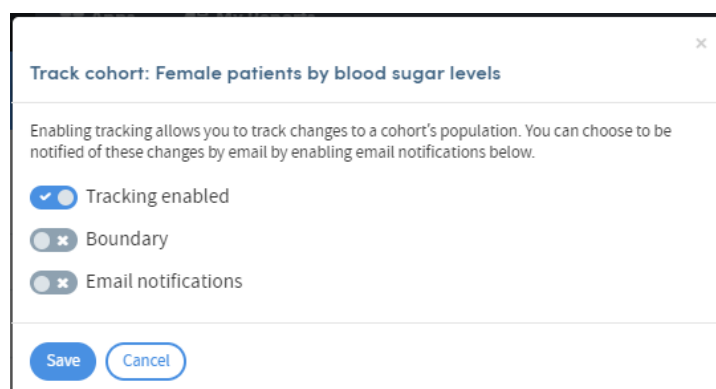 Track cohort: Female patients by blood sugar levels
Enabling tracking allows you to track changes to a cohort's population. You can choose to be
notified of these changes by email by enabling email notifications below.
Tracking enabled
Boundary
Email notifications
Save Cancel